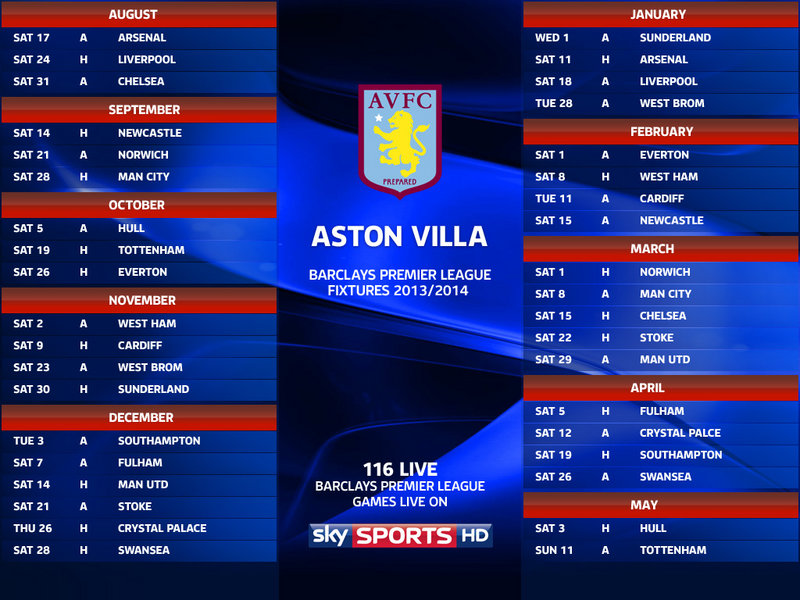 AUGUST
SAT 17 A ARSENAL
SAT 24 H LIVERPOOL
SAT 31 A CHELSEA
SEPTEMBER
SAT 14 H NEWCASTLE
SAT 21 A NORWICH
SAT 28 H MAN CITY
OCTOBER
SAT 5 A HULL
SAT 19 H TOTTENHAM
SAT 26 H EVERTON
NOVEMBER
SAT 2 A WEST HAM
SAT 9 H CARDIFF
SAT 23 A WEST BROM
SAT 30 H SUNDERLAND
DECEMBER
TUE 3 A SOUTHAMPTON
SAT 7 A FULHAM
SAT 14 H MAN UTD
SAT 21 A STOKE
THU 26 H CRYSTAL PALACE
SAT 28 H SWANSEA
AVFC
PREPARED
ASTON VILLA
BARCLAYS PREMIER LEAGUE
FIXTURES 2013/2014
116 LIVE
BARCLAYS PREMIER LEAGUE
GAMES LIVE ON
sky SPORTS HD
JANUARY
WED 1 A SUNDERLAND
SAT 11 H ARSENAL
SAT 18 A LIVERPOOL
TUE 28 A WEST BROM
FEBRUARY
SAT 1 A EVERTON
SAT 8 H WEST HAM
TUE 11 A CARDIFF
SAT 15 A NEWCASTLE
MARCH
SAT 1 H NORWICH
SAT 8 A MAN CITY
SAT 15 H CHELSEA
SAT 22 H STOKE
SAT 29 A MAN UTD
APRIL
SAT 5 H FULHAM
SAT 12 A CRYSTAL PALCE
SAT 19 H SOUTHAMPTON
SAT 26 A SWANSEA
MAY
SAT 3 H HULL
SUN 11 A TOTTENHAM